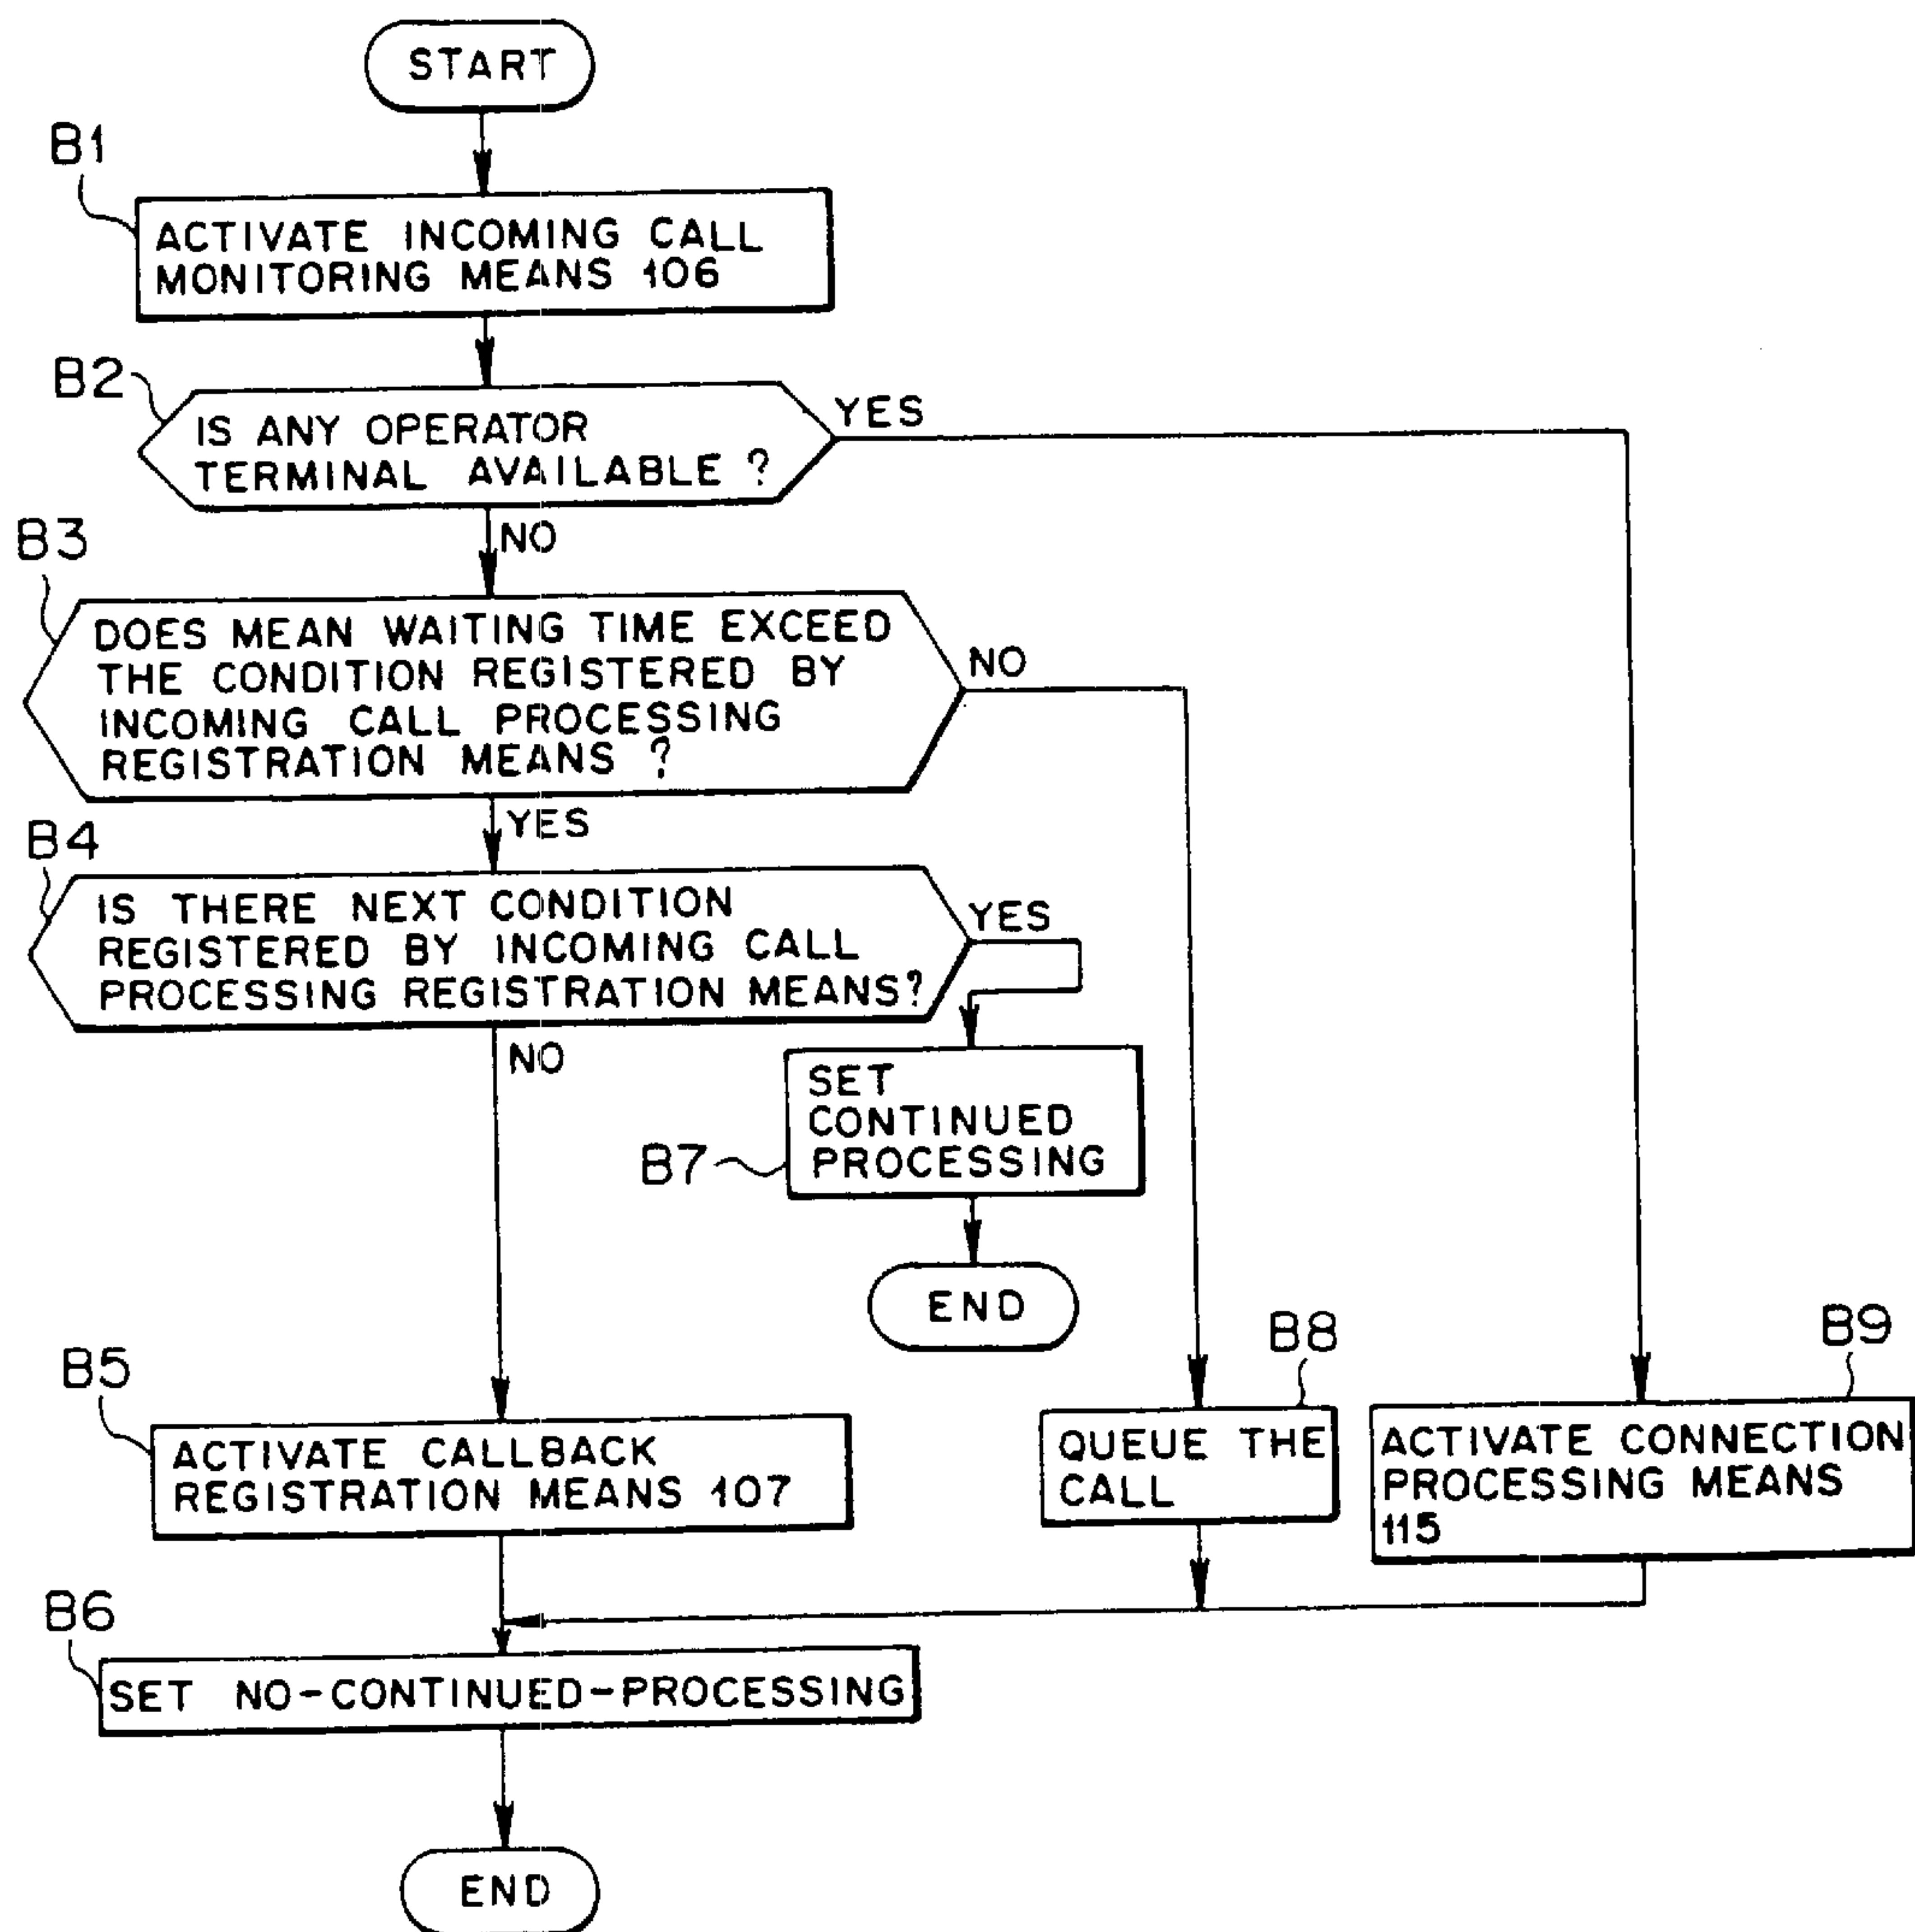 START
B1
ACTIVATE INCOMING CALL
MONITORING MEANS 106
B2
IS ANY OPERATOR
TERMINAL AVAILABLE ?
YES
NO
B3
DOES MEAN WAITING TIME EXCEED
THE CONDITION REGISTERED BY
INCOMING CALL PROCESSING
REGISTRATION MEANS ?
NO
YES
B4
IS THERE NEXT CONDITION
REGISTERED BY INCOMING CALL
PROCESSING REGISTRATION MEANS?
YES
NO
SET
CONTINUED
PROCESSING
B7
END
B5
ACTIVATE CALLBACK
REGISTRATION MEANS 107
B8
QUEUE THE
CALL
B9
ACTIVATE CONNECTION
PROCESSING MEANS
115
B6
SET NO-CONTINUED-PROCESSING
END